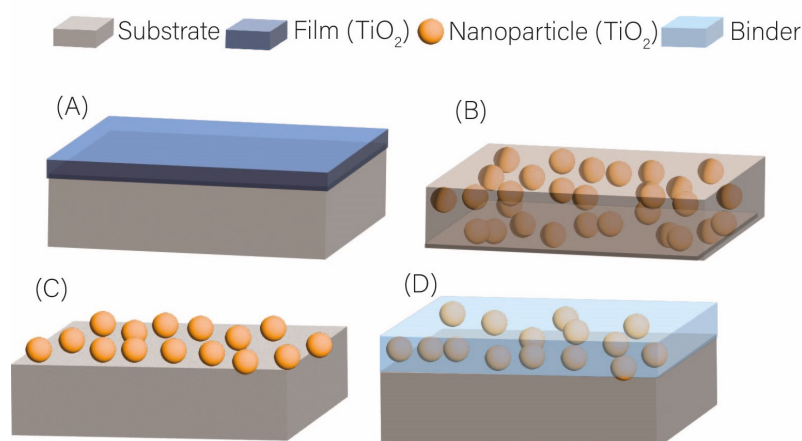 Substrate Film (TiO₂) Nanoparticle (TiO₂) Binder
(A)
(B)
(C)
(D)